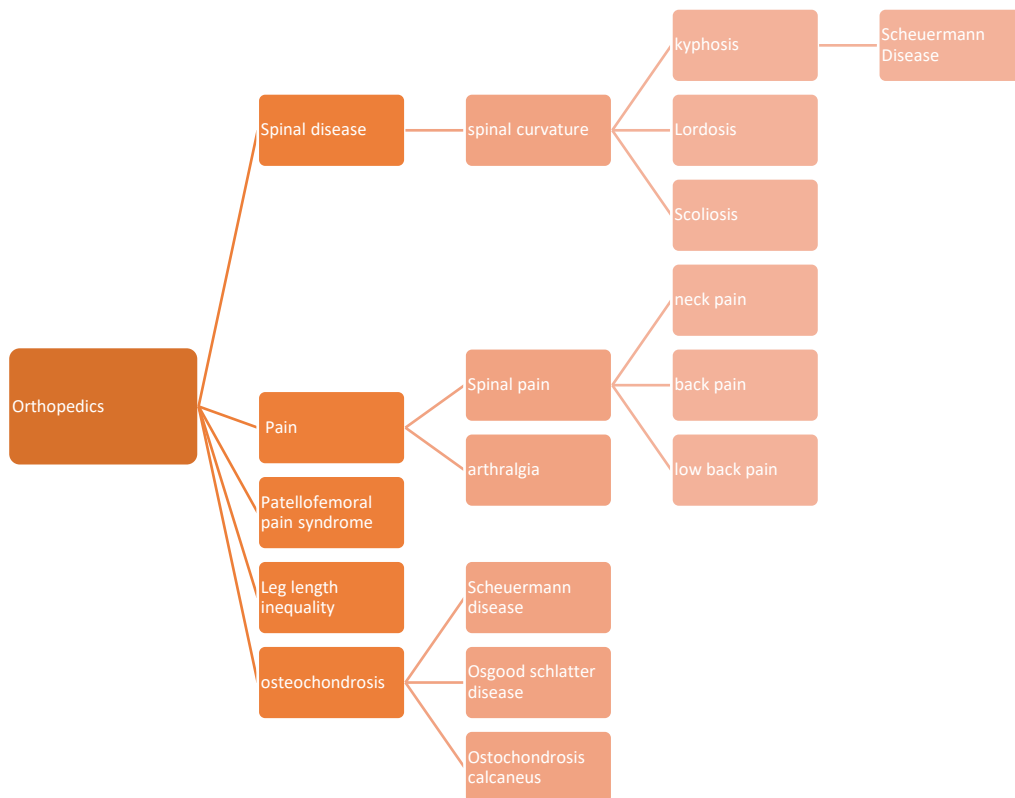 Orthopedics
Spinal disease
spinal curvature
kyphosis
Scheuermann
Disease
Lordosis
Scoliosis
Pain
Spinal pain
neck pain
back pain
low back pain
arthralgia
Patellofemoral
pain syndrome
Leg length
inequality
osteochondrosis
Scheuermann
disease
Osgood schlatter
disease
Ostochondrosis
calcaneus